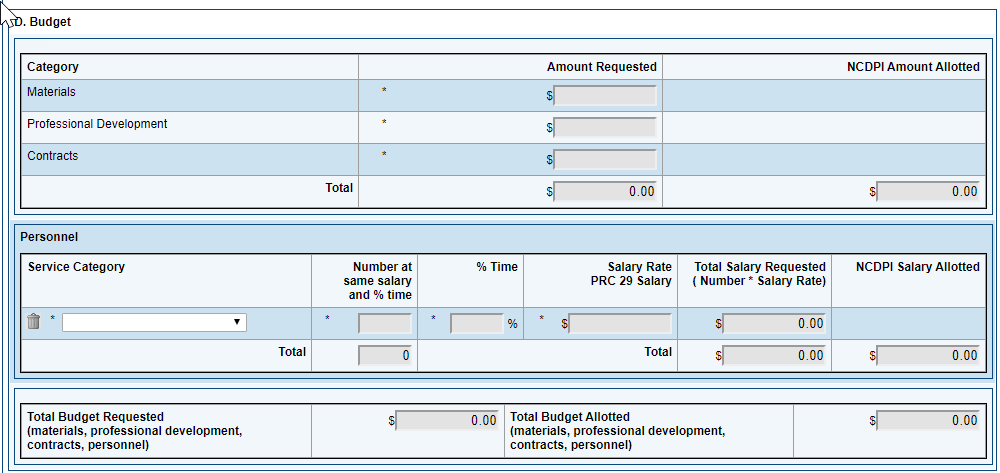 D. Budget
Category Amount Requested NCDPI Amount Allotted
Materials * $
Professional Development * $
Contracts * $
Total $ 0.00 $ 0.00
Personnel
Service Category Number at same salary and % time % Time Salary Rate PRC 29 Salary Total Salary Requested ( Number * Salary Rate) NCDPI Salary Allotted
* * * % * $ $ 0.00
Total 0 Total $ 0.00 $ 0.00
Total Budget Requested
(materials, professional development,
contracts, personnel)
$ 0.00
Total Budget Allotted
(materials, professional development,
contracts, personnel)
$ 0.00